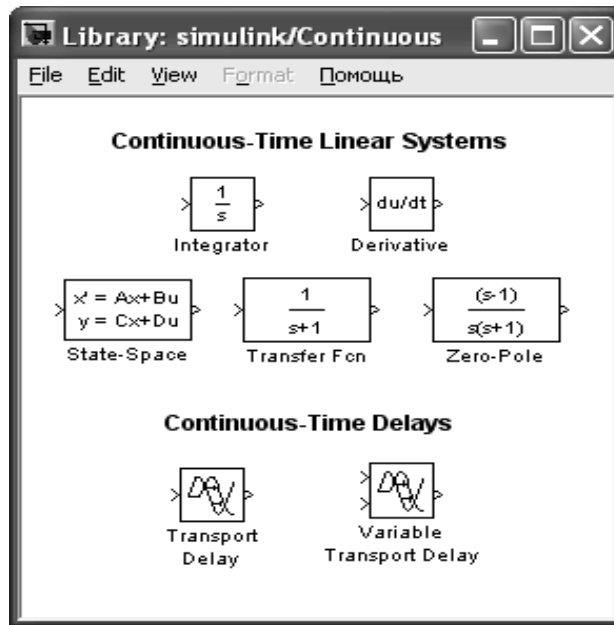 Library: simulink/Continuous
File Edit View Format Помощь
Continuous-Time Linear Systems
1
s
du/dt
Integrator Derivative
x' = Ax+Bu
y = Cx+Du
1
s+1
(s-1)
s(s+1)
State-Space Transfer Fcn Zero-Pole
Continuous-Time Delays
Transport
Delay
Variable
Transport Delay